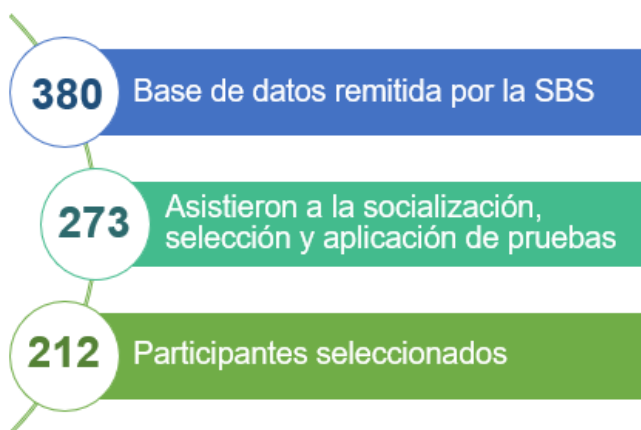 380
Base de datos remitida por la SBS
273
Asistieron a la socialización,
selección y aplicación de pruebas
212
Participantes seleccionados